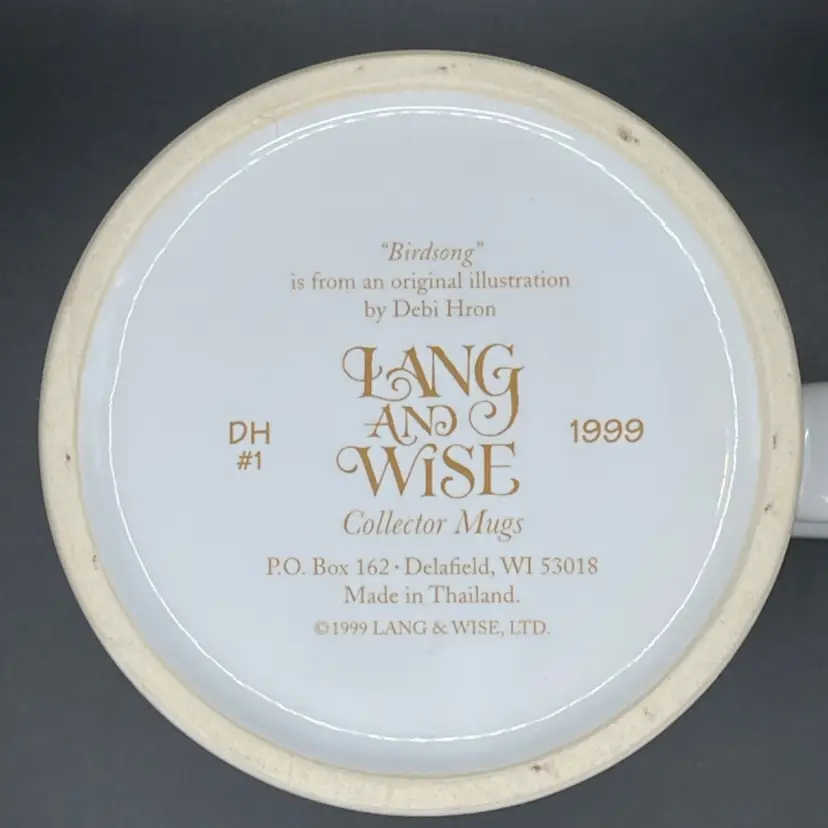 "Birdsong"
is from an original illustration
by Debi Hron
LANG
AND
WISE
DH
#1
1999
Collector Mugs
P.O. Box 162 · Delafield, WI 53018
Made in Thailand.
©1999 LANG & WISE, LTD.